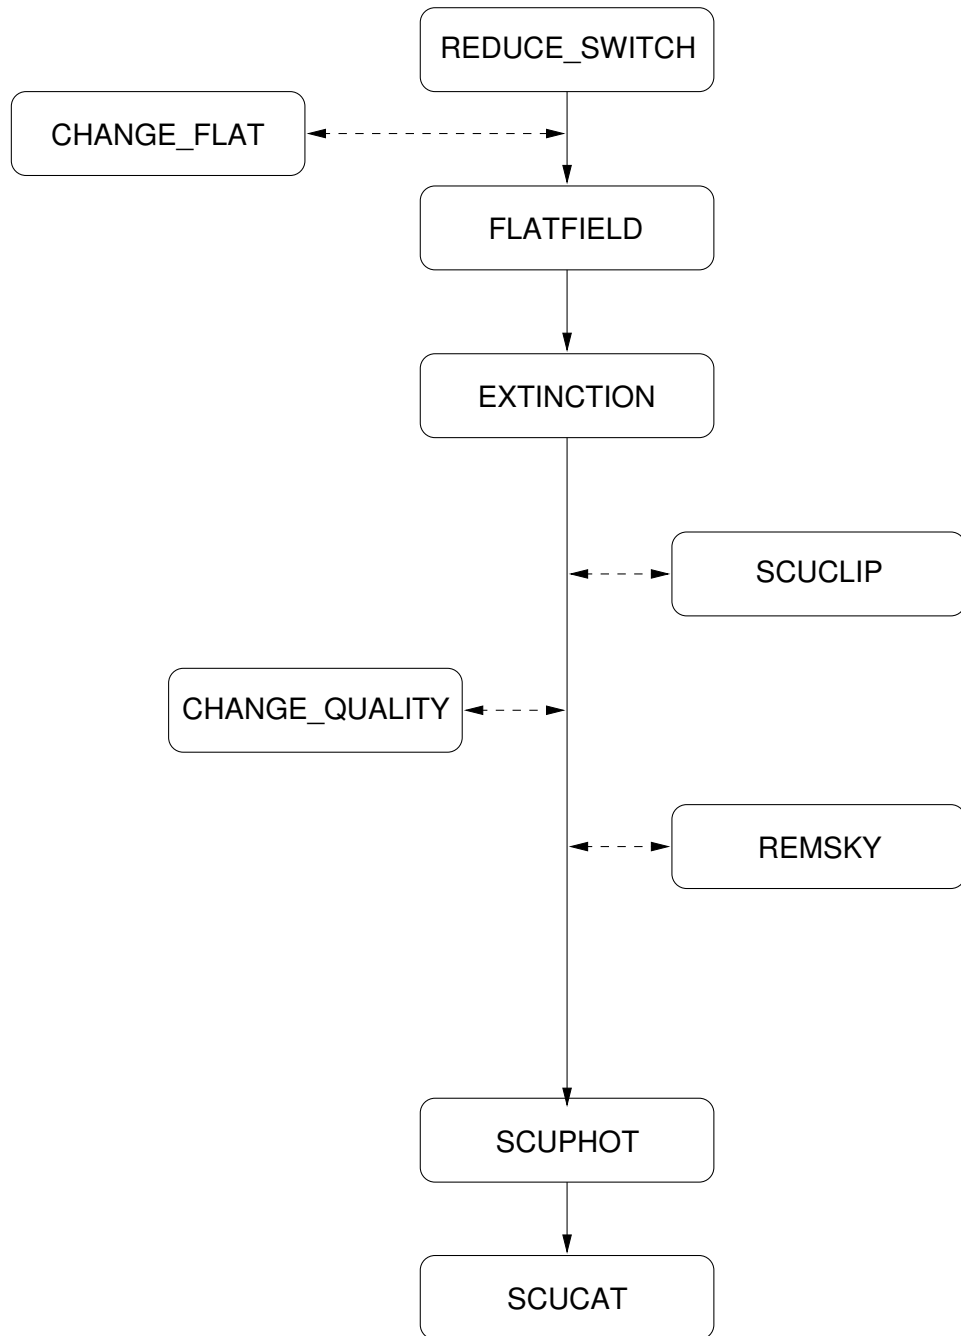 REDUCE_SWITCH
CHANGE_FLAT
FLATFIELD
EXTINCTION
SCUCLIP
CHANGE_QUALITY
REMSKY
SCUPHOT
SCUCAT